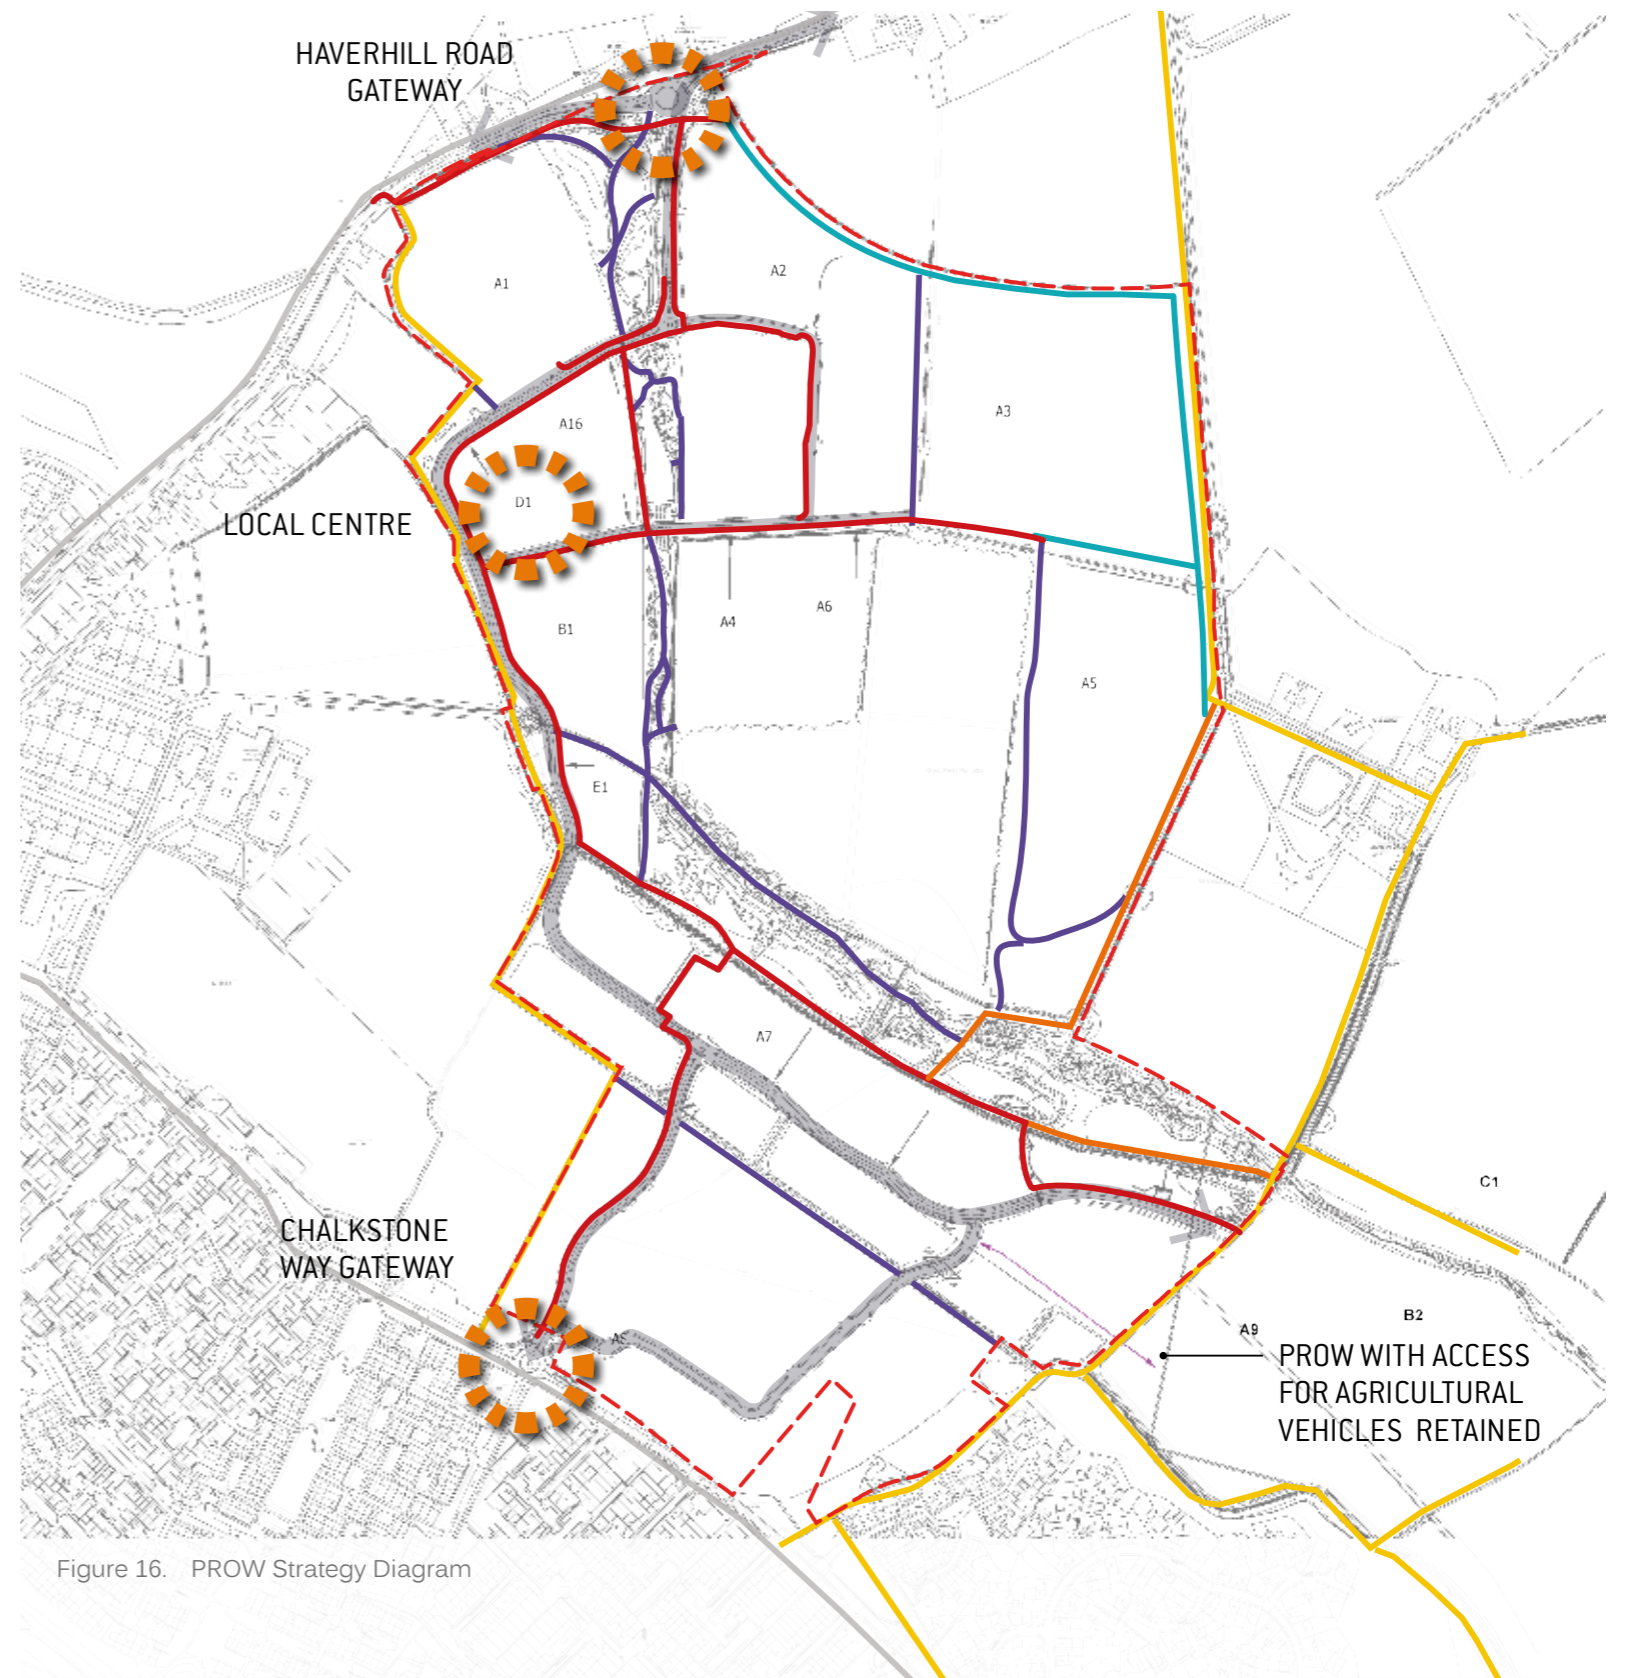 HAVERHILL ROAD
GATEWAY
A1
A2
A3
A16
D1
LOCAL CENTRE
B1
A4
A6
A5
E1
A7
C1
CHALKSTONE
WAY GATEWAY
B2
A9
PROW WITH ACCESS
FOR AGRICULTURAL
VEHICLES RETAINED
Figure 16. PROW Strategy Diagram